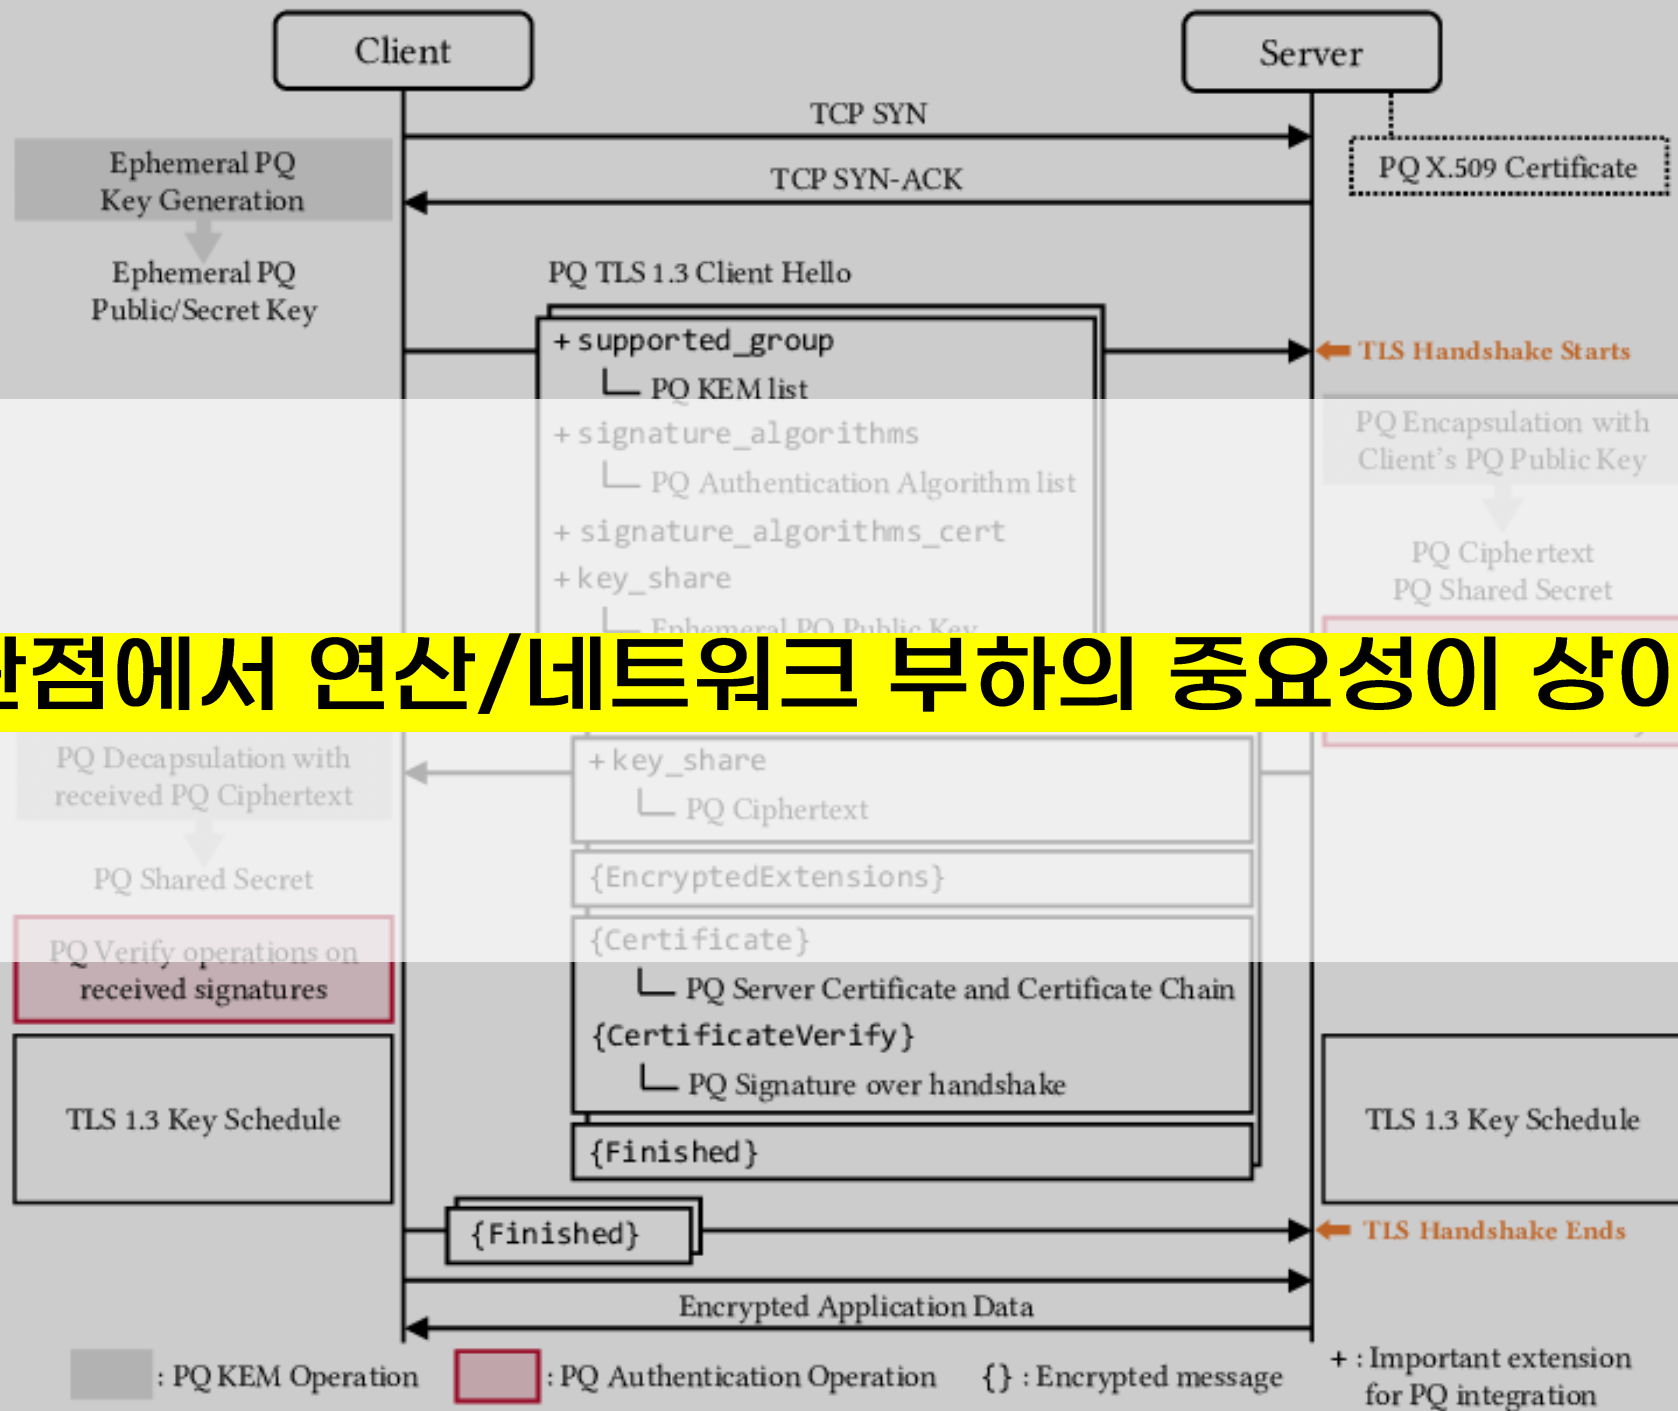 Client
Server
TCP SYN
PQ X.509 Certificate
Ephemeral PQ
Key Generation
TCP SYN-ACK
Ephemeral PQ
Public/Secret Key
PQ TLS 1.3 Client Hello
+ supported_group
PQ KEM list
TLS Handshake Starts
+ signature_algorithms
PQ Authentication Algorithm list
+ signature_algorithms_cert
+ key_share
Ephemeral PQ Public Key
PQ Encapsulation with
Client's PQ Public Key
PQ Ciphertext
PQ Shared Secret
관점에서 연산/네트워크 부하의 중요성이
PQ Decapsulation with
received PQ Ciphertext
PQ Shared Secret
+ key_share
PQ Ciphertext
{EncryptedExtensions}
{Certificate}
PQ Server Certificate and Certificate Chain
{CertificateVerify}
PQ Signature over handshake
{Finished}
PQ Verify operations on
received signatures
TLS 1.3 Key Schedule
TLS 1.3 Key Schedule
{Finished}
TLS Handshake Ends
Encrypted Application Data
: PQ KEM Operation
: PQ Authentication Operation
{} : Encrypted message
+ : Important extension
for PQ integration